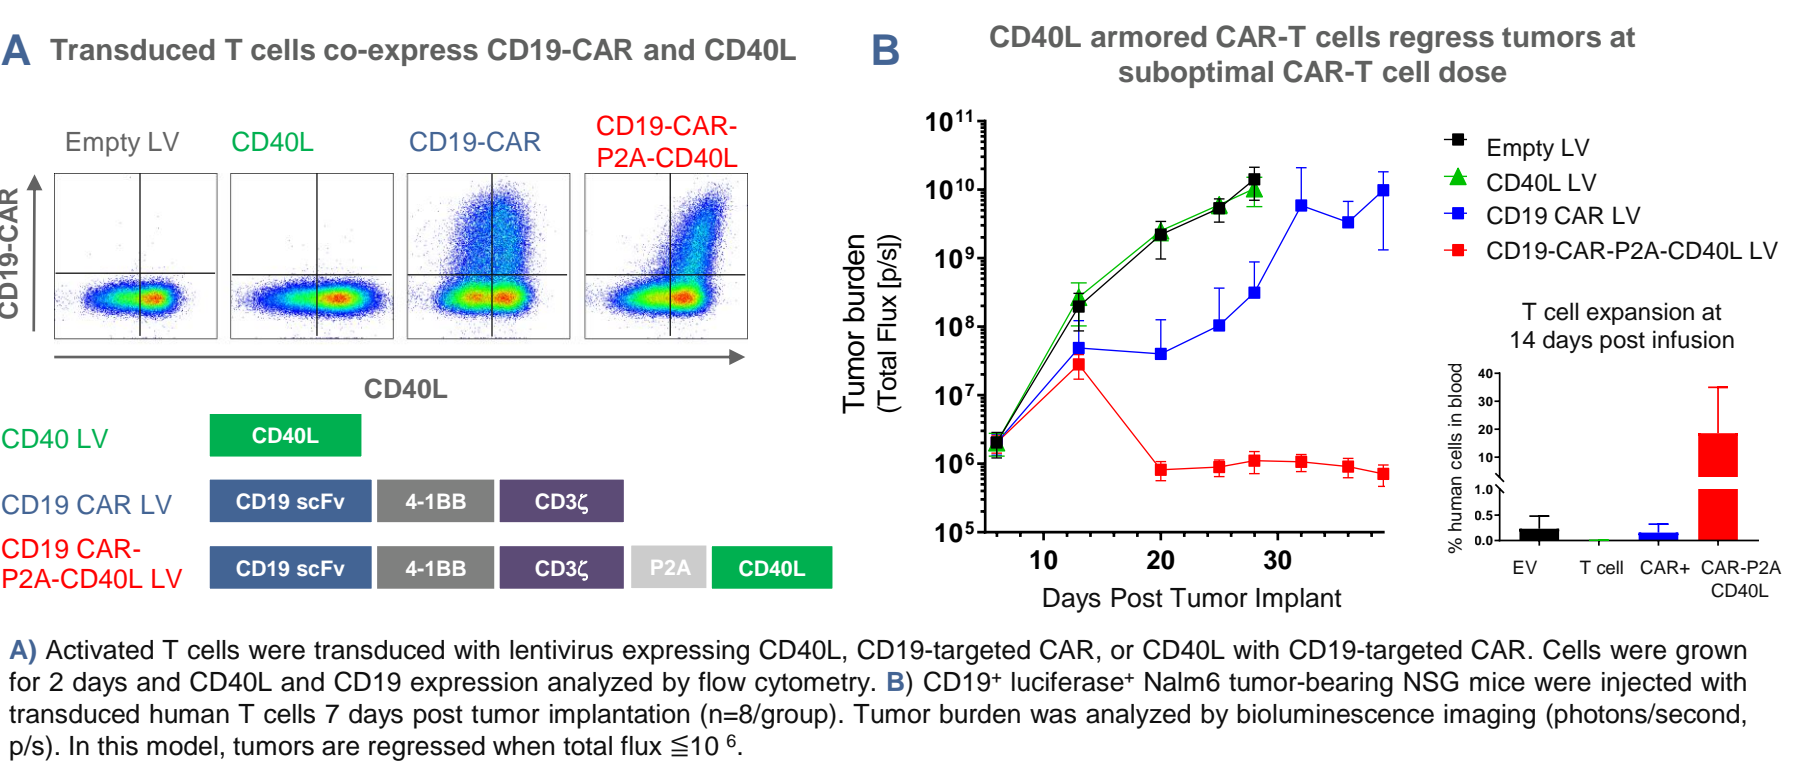 A Transduced T cells co-express CD19-CAR and CD40L
Empty LV
CD40L
CD19-CAR
CD19-CAR-
P2A-CD40L
CD19-CAR
CD40L
CD40 LV
CD40L
CD19 CAR LV
CD19 scFv
4-1BB
CD3ζ
CD19 CAR-
P2A-CD40L LV
CD19 scFv
4-1BB
CD3ζ
P2A
CD40L
B CD40L armored CAR-T cells regress tumors at
suboptimal CAR-T cell dose
Tumor burden
(Total Flux [p/s])
10¹¹
10¹⁰
10⁹
10⁸
10⁷
10⁶
10⁵
10
20
30
Days Post Tumor Implant
Empty LV
CD40L LV
CD19 CAR LV
CD19-CAR-P2A-CD40L LV
T cell expansion at
14 days post infusion
% human cells in blood
40
30
20
10
1.0
0.5
0.0
EV
T cell
CAR+
CAR-P2A
CD40L
A) Activated T cells were transduced with lentivirus expressing CD40L, CD19-targeted CAR, or CD40L with CD19-targeted CAR. Cells were grown
for 2 days and CD40L and CD19 expression analyzed by flow cytometry. B) CD19⁺ luciferase⁺ Nalm6 tumor-bearing NSG mice were injected with
transduced human T cells 7 days post tumor implantation (n=8/group). Tumor burden was analyzed by bioluminescence imaging (photons/second,
p/s). In this model, tumors are regressed when total flux ≦10 ⁶.